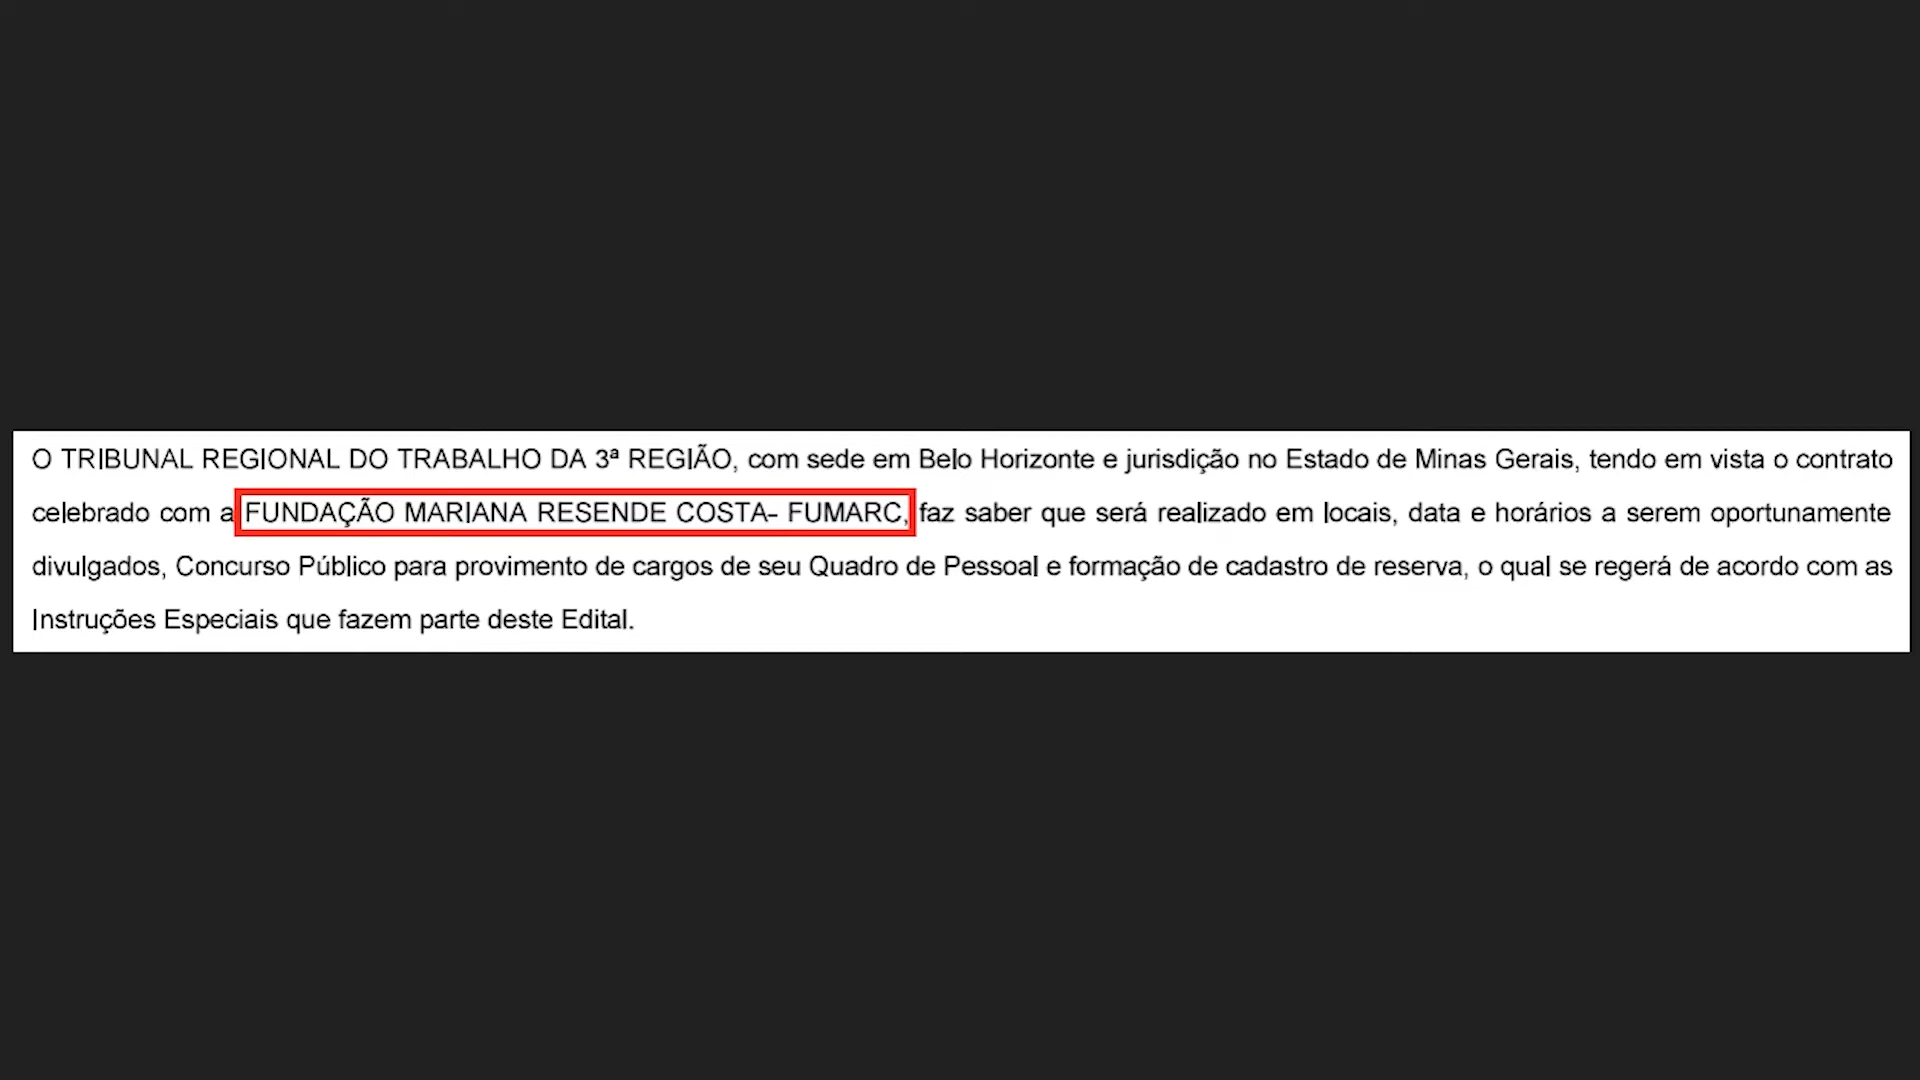 O TRIBUNAL REGIONAL DO TRABALHO DA 3ª REGIÃO, com sede em Belo Horizonte e jurisdição no Estado de Minas Gerais, tendo em vista o contrato
celebrado com a FUNDAÇÃO MARIANA RESENDE COSTA– FUMARC, faz saber que será realizado em locais, data e horários a serem oportunamente
divulgados, Concurso Público para provimento de cargos de seu Quadro de Pessoal e formação de cadastro de reserva, o qual se regerá de acordo com as
Instruções Especiais que fazem parte deste Edital.